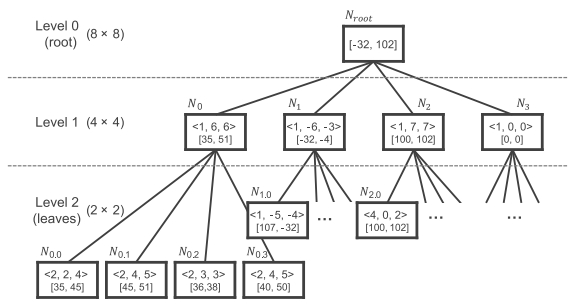 Level 0 (8 × 8)
(root)
N_root
[-32, 102]
Level 1 (4 × 4)
N_0
<1, 6, 6>
[35, 51]
N_1
<1, -6, -3>
[-32, -4]
N_2
<1, 7, 7>
[100, 102]
N_3
<1, 0, 0>
[0, 0]
Level 2 (2 × 2)
(leaves)
N_1.0
<1, -5, -4>
[107, -32]
...
N_2.0
<4, 0, 2>
[100, 102]
...
...
N_0.0
<2, 2, 4>
[35, 45]
N_0.1
<2, 4, 5>
[45, 51]
N_0.2
<2, 3, 3>
[36,38]
N_0.3
<2, 4, 5>
[40, 50]